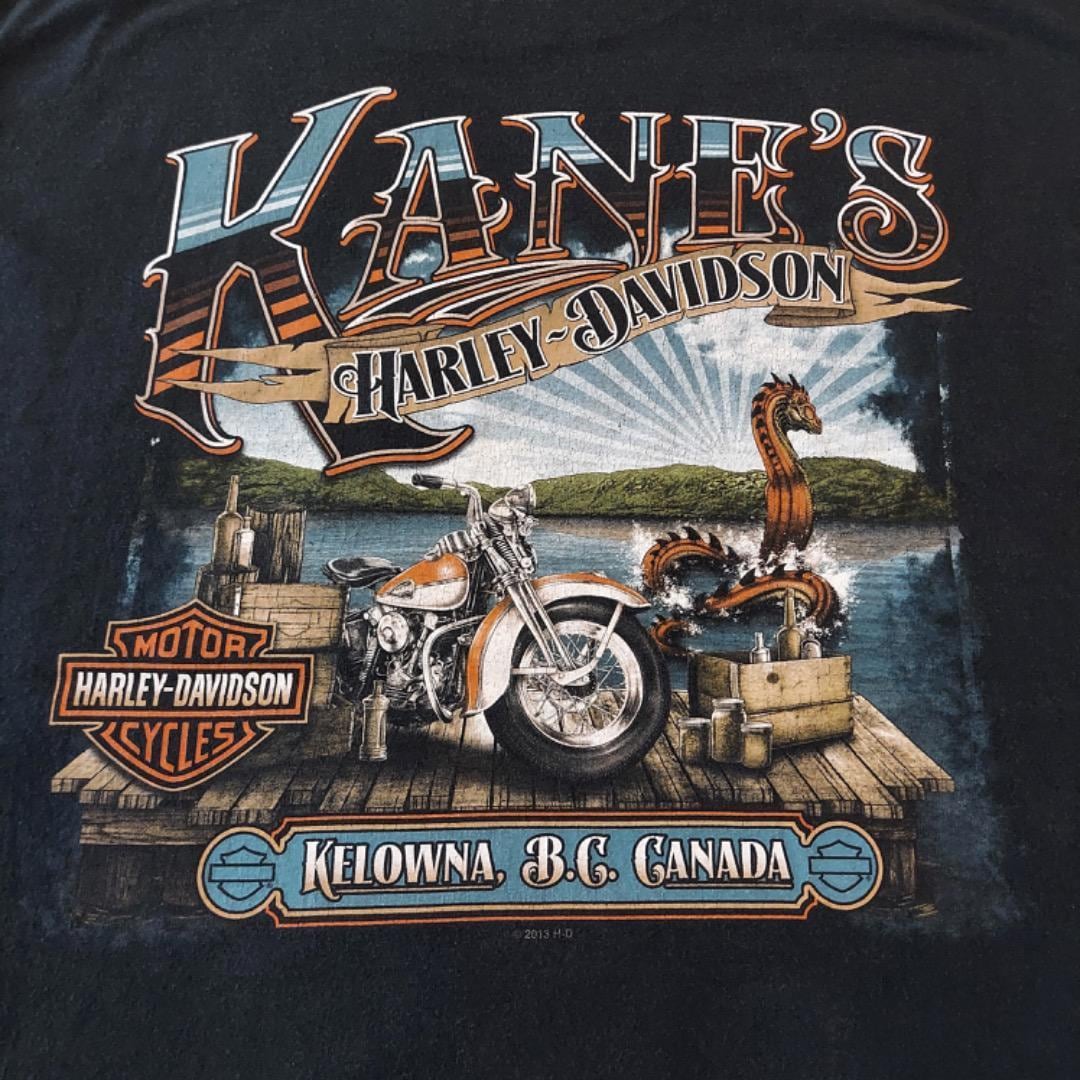 KANE'S
HARLEY-DAVIDSON
MOTOR
HARLEY-DAVIDSON
CYCLES
KELOWNA, B.C. CANADA
© 2013 H-D